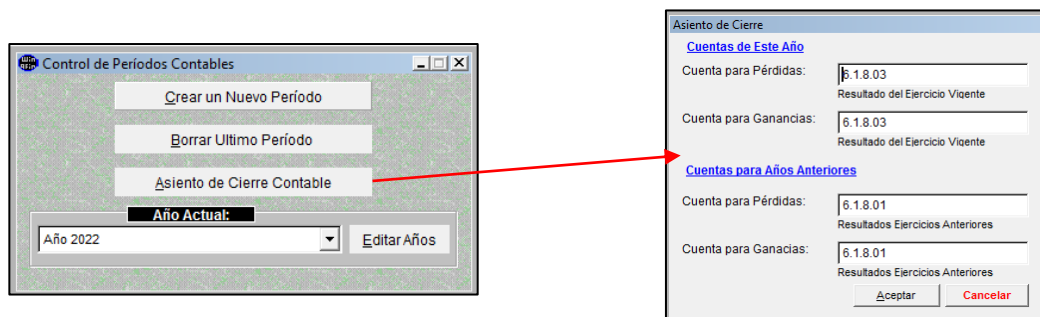 Control de Períodos Contables
Crear un Nuevo Período
Borrar Ultimo Período
Asiento de Cierre Contable
Año Actual:
Año 2022
Editar Años
Asiento de Cierre
Cuentas de Este Año
Cuenta para Pérdidas: 6.1.8.03
Resultado del Ejercicio Vigente
Cuenta para Ganancias: 6.1.8.03
Resultado del Ejercicio Vigente
Cuentas para Años Anteriores
Cuenta para Pérdidas: 6.1.8.01
Resultados Ejercicios Anteriores
Cuenta para Ganacias: 6.1.8.01
Resultados Ejercicios Anteriores
Aceptar Cancelar